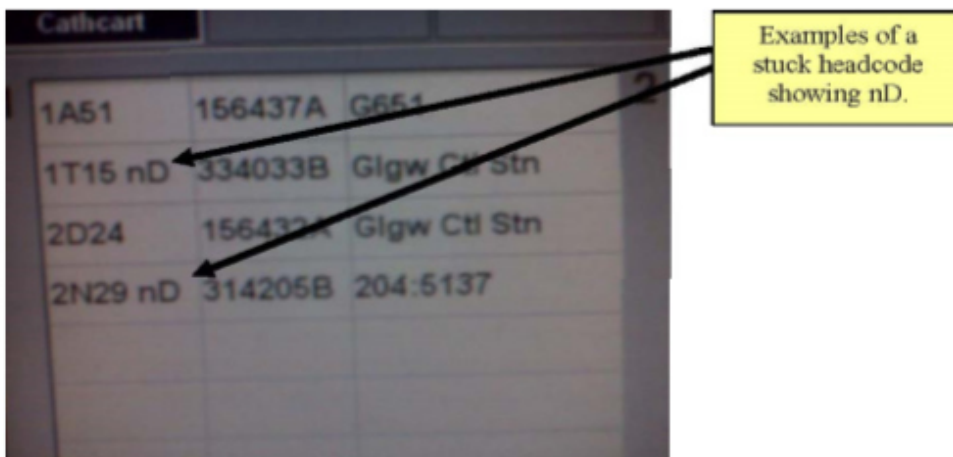 Cathcart
1A51 156437A G651
1T15 nD 334033B Glgw Ctl Stn
2D24 156432A Glgw Ctl Stn
2N29 nD 314205B 204:5137
2
Examples of a
stuck headcode
showing nD.